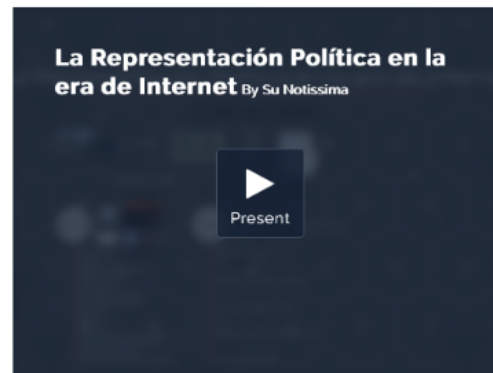 La Representación Política en la
era de Internet By Su Notissima
Present